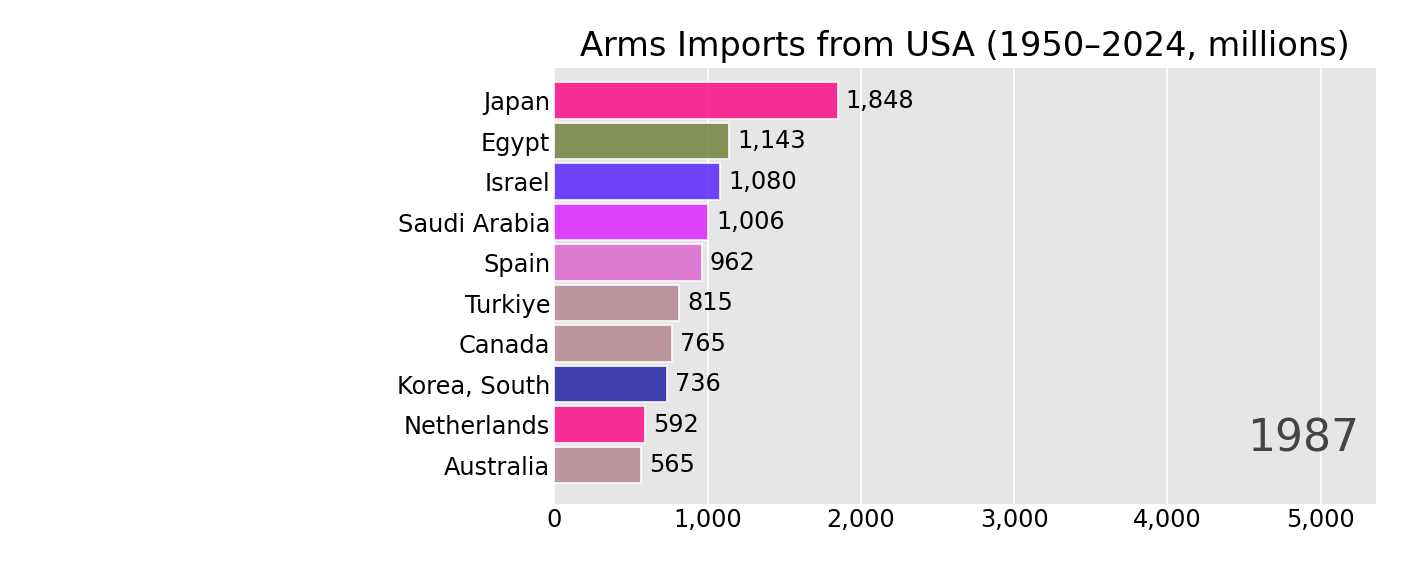 Arms Imports from USA (1950–2024, millions)
Japan 1,848
Egypt 1,143
Israel 1,080
Saudi Arabia 1,006
Spain 962
Turkiye 815
Canada 765
Korea, South 736
Netherlands 592
1987
Australia 565
0 1,000 2,000 3,000 4,000 5,000